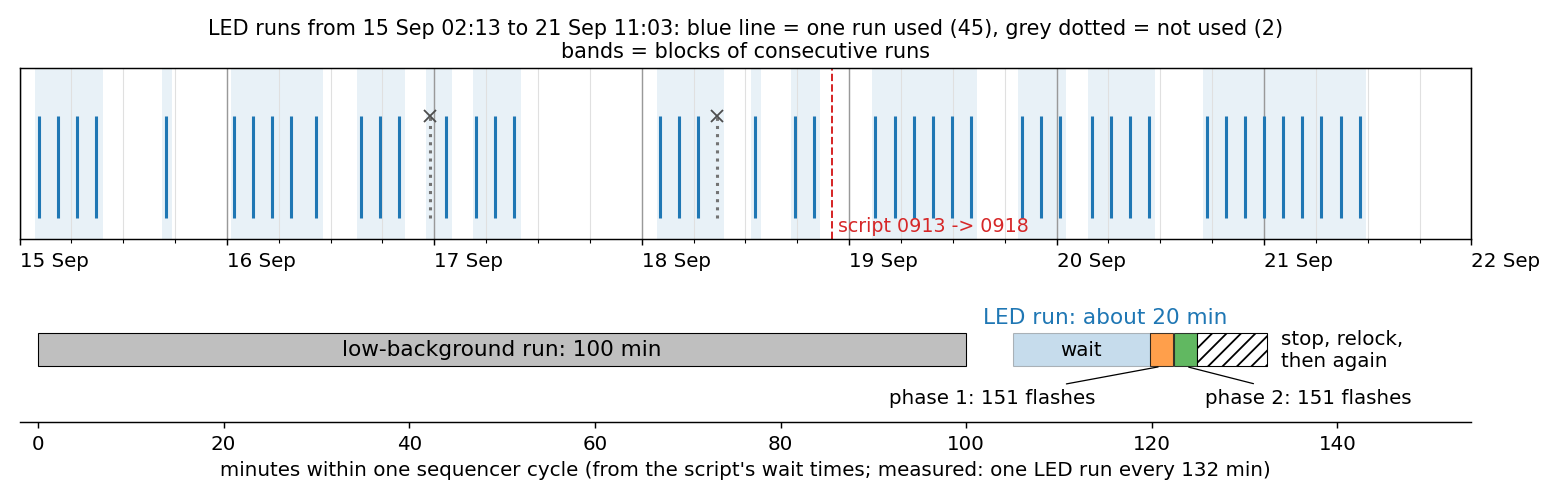 LED runs from 15 Sep 02:13 to 21 Sep 11:03: blue line = one run used (45), grey dotted = not used (2)
bands = blocks of consecutive runs
script 0913 -> 0918
15 Sep 16 Sep 17 Sep 18 Sep 19 Sep 20 Sep 21 Sep 22 Sep
LED run: about 20 min
low-background run: 100 min
wait
stop, relock,
then again
phase 1: 151 flashes
phase 2: 151 flashes
0 20 40 60 80 100 120 140
minutes within one sequencer cycle (from the script's wait times; measured: one LED run every 132 min)